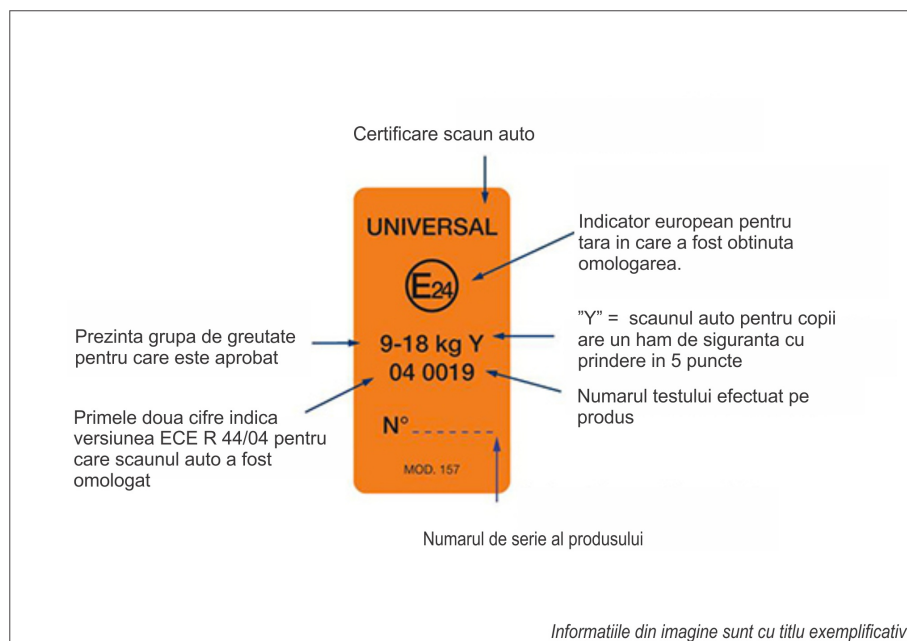 Certificare scaun auto
UNIVERSAL
E24
Indicator european pentru
tara in care a fost obtinuta
omologarea.
Prezinta grupa de greutate
pentru care este aprobat
9-18 kg Y
04 0019
”Y” = scaunul auto pentru copii
are un ham de siguranta cu
prindere in 5 puncte
Numarul testului efectuat pe
produs
Primele doua cifre indica
versiunea ECE R 44/04 pentru
care scaunul auto a fost
omologat
N° _ _ _ _ _ _ _
MOD. 157
Numarul de serie al produsului
Informatiile din imagine sunt cu titlu exemplificativ